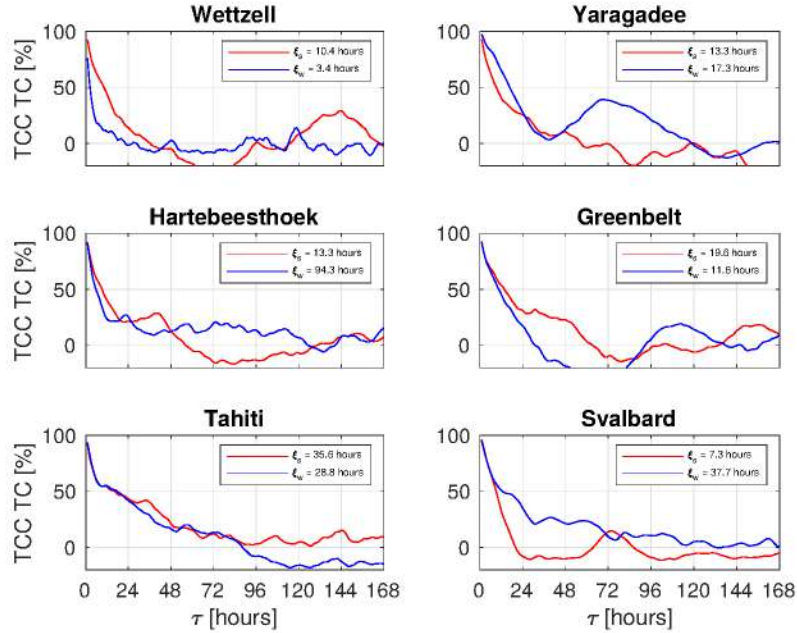 Wettzell
Yaragadee
TCC TC [%]
100
50
0
ξs = 10.4 hours
ξw = 3.4 hours
100
50
0
ξs = 13.3 hours
ξw = 17.3 hours
Hartebeesthoek
Greenbelt
TCC TC [%]
100
50
0
ξs = 13.3 hours
ξw = 94.3 hours
100
50
0
ξs = 19.6 hours
ξw = 11.6 hours
Tahiti
Svalbard
TCC TC [%]
100
50
0
ξs = 35.6 hours
ξw = 28.8 hours
100
50
0
ξs = 7.3 hours
ξw = 37.7 hours
0 24 48 72 96 120 144 168
0 24 48 72 96 120 144 168
τ [hours]
τ [hours]